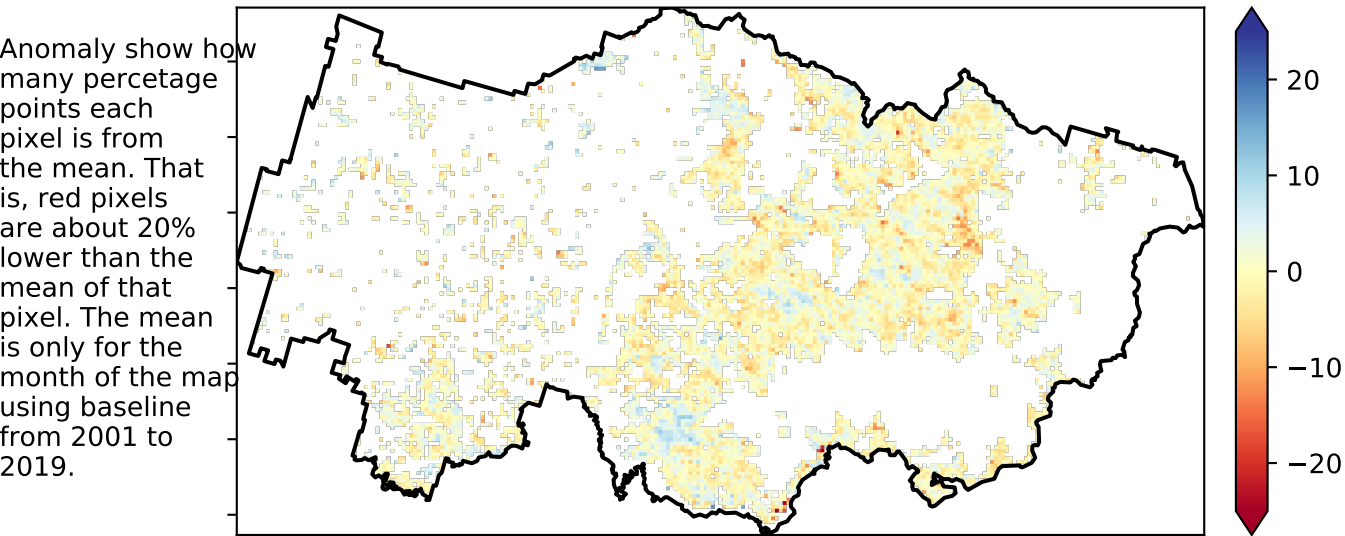 Anomaly show how
many percetage
points each
pixel is from
the mean. That
is, red pixels
are about 20%
lower than the
mean of that
pixel. The mean
is only for the
month of the map
using baseline
from 2001 to
2019.
20
10
0
−10
−20